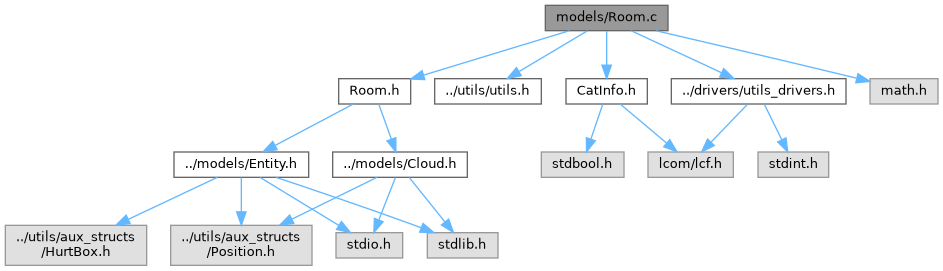 models/Room.c
Room.h
../utils/utils.h
CatInfo.h
../drivers/utils_drivers.h
math.h
../models/Entity.h
../models/Cloud.h
stdbool.h
lcom/lcf.h
stdint.h
../utils/aux_structs
/HurtBox.h
../utils/aux_structs
/Position.h
stdio.h
stdlib.h